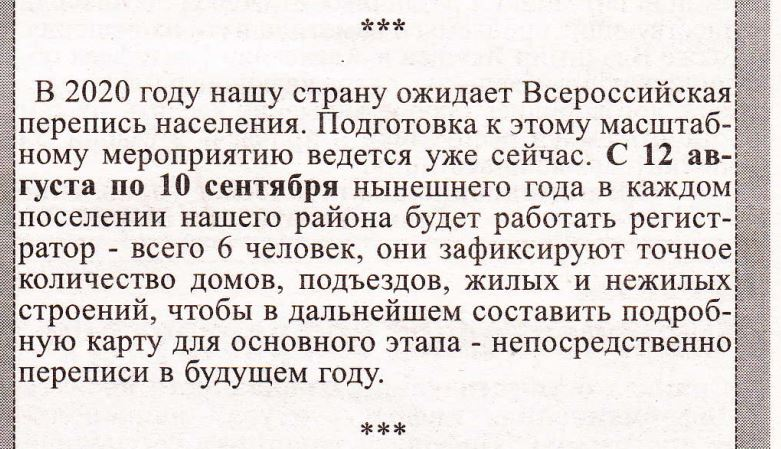 ***
В 2020 году нашу страну ожидает Всероссийская
перепись населения. Подготовка к этому масштаб-
ному мероприятию ведется уже сейчас. С 12 ав-
густа по 10 сентября нынешнего года в каждом
поселении нашего района будет работать регист-
ратор - всего 6 человек, они зафиксируют точное
количество домов, подъездов, жилых и нежилых
строений, чтобы в дальнейшем составить подроб-
ную карту для основного этапа - непосредственно
переписи в будущем году.
***